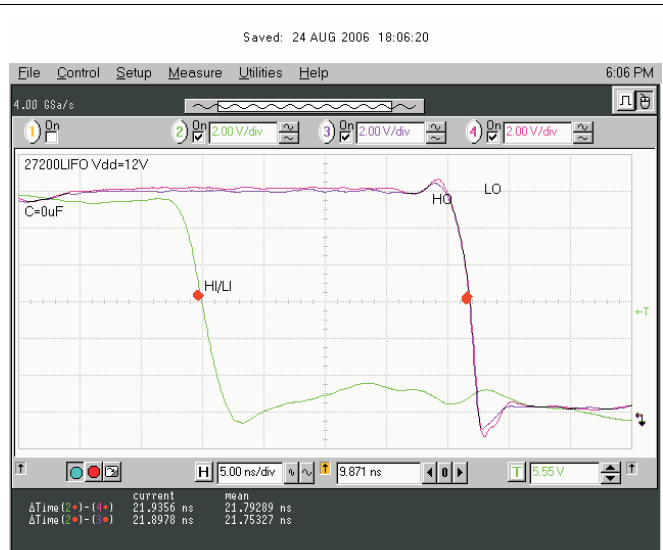 Saved: 24 AUG 2006 18:06:20
File Control Setup Measure Utilities Help 6:06 PM
4.00 GSa/s
1 On 2 On 2.00 V/div 3 On 2.00 V/div 4 On 2.00 V/div
27200LIFO Vdd=12V
C=0uF
HO LO
HI/LI
T
H 5.00 ns/div 9.871 ns 0 T 5.55 V
current mean
ΔTime(2●)-(4●) 21.9356 ns 21.79289 ns
ΔTime(2●)-(3●) 21.8978 ns 21.75327 ns